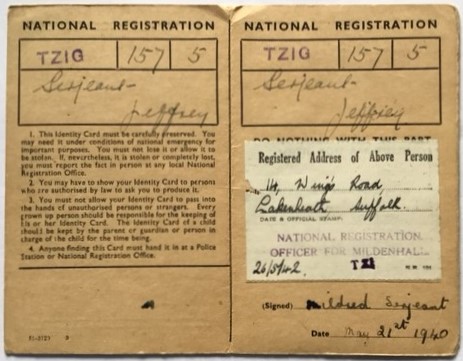 NATIONAL REGISTRATION
TZIG 157 5
Serjeant-
Jeffrey
1. This Identity Card must be carefully preserved. You
may need it under conditions of national emergency for
important purposes. You must not lose it or allow it to
be stolen. If, nevertheless, it is stolen or completely lost,
you must report the fact in person at any local National
Registration Office.
2. You may have to show your Identity Card to persons
who are authorised by law to ask you to produce it.
3. You must not allow your Identity Card to pass into
the hands of unauthorised persons or strangers. Every
grown up person should be responsible for the keeping of
his or her Identity Card. The Identity Card of a child
should be kept by the parent or guardian or person in
charge of the child for the time being.
4. Anyone finding this Card must hand it in at a Police
Station or National Registration Office.
NATIONAL REGISTRATION
TZIG 157 5
Serjeant-
Jeffrey
DO NOTHING WITH THIS PART
Registered Address of Above Person
14, Wings Road
Lakenheath Suffolk.
DATE & OFFICIAL STAMP.
NATIONAL REGISTRATION
OFFICER FOR MILDENHALL
26/5/42. TZI
(Signed) Mildred Serjeant
Date May 21st 1940